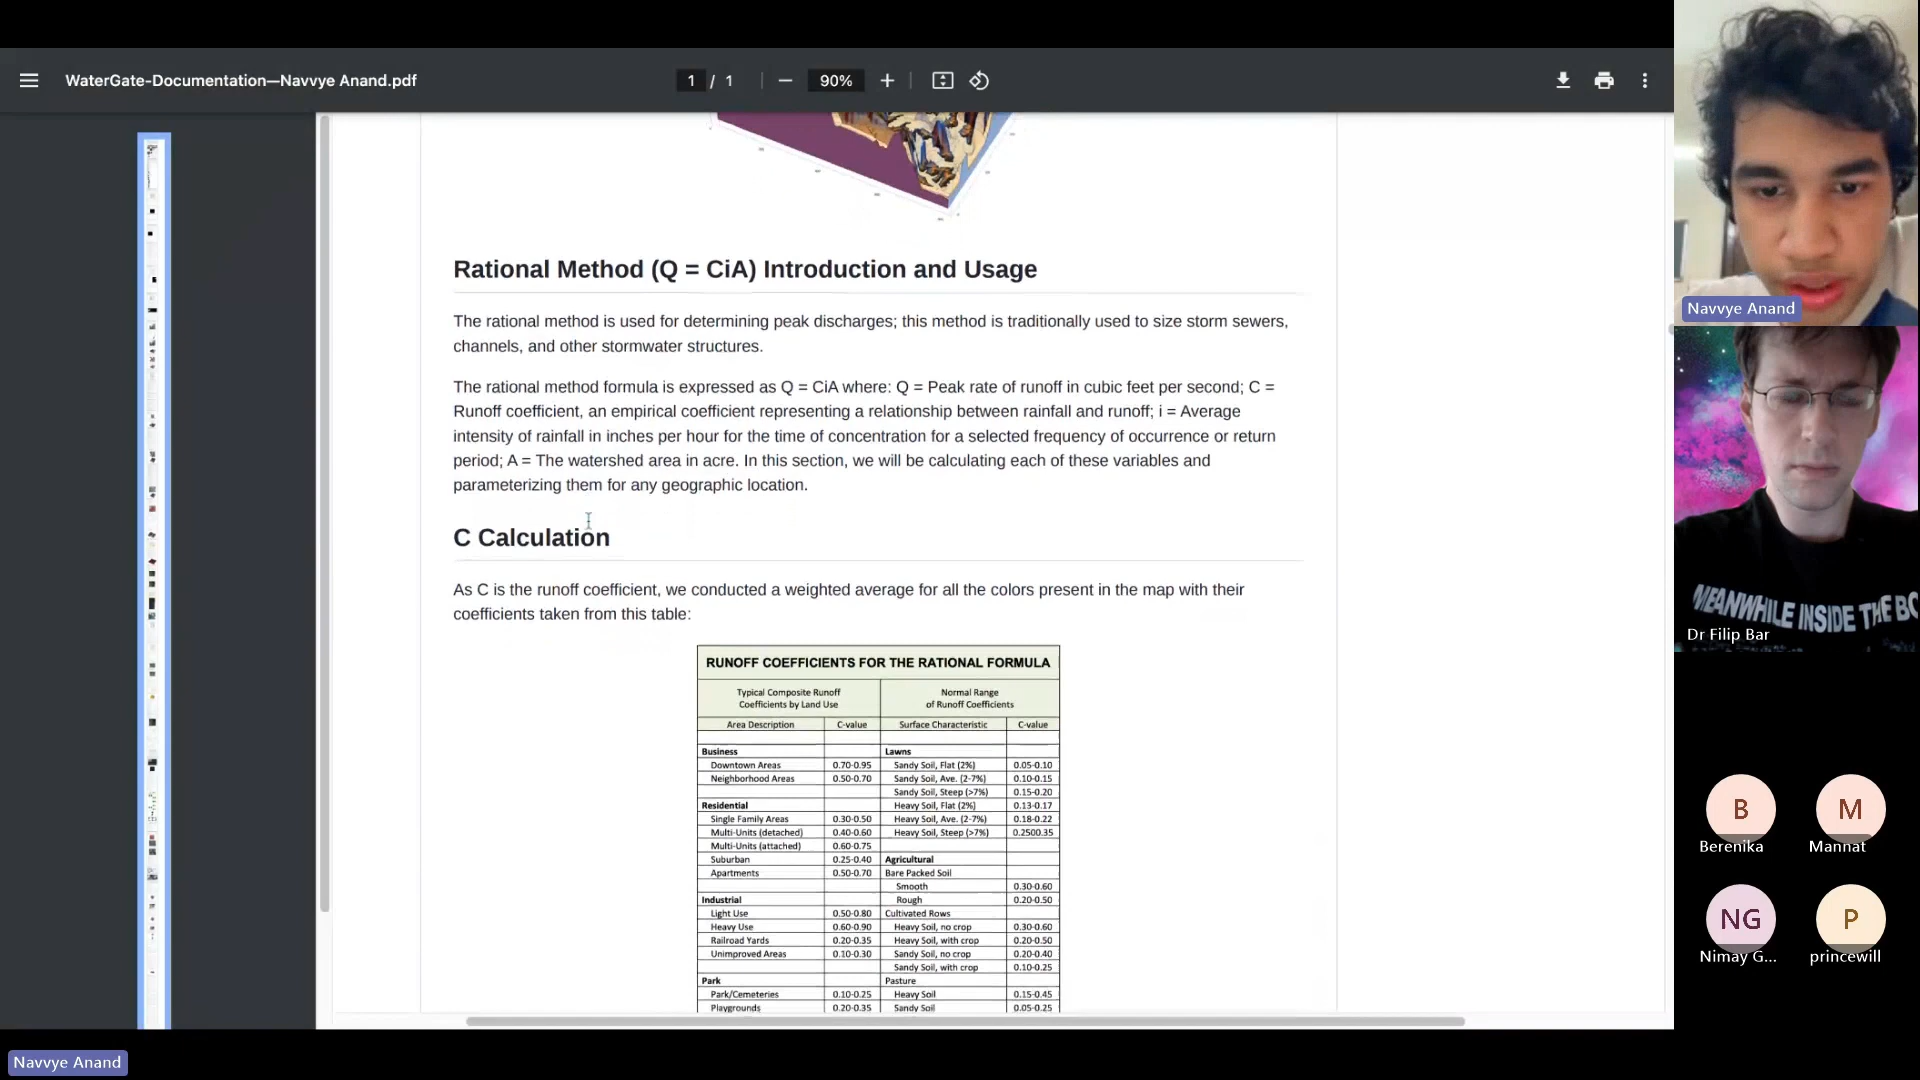 WaterGate-Documentation—Navvye Anand.pdf
1 / 1
90%
Rational Method (Q = CiA) Introduction and Usage
The rational method is used for determining peak discharges; this method is traditionally used to size storm sewers,
channels, and other stormwater structures.
The rational method formula is expressed as Q = CiA where: Q = Peak rate of runoff in cubic feet per second; C =
Runoff coefficient, an empirical coefficient representing a relationship between rainfall and runoff; i = Average
intensity of rainfall in inches per hour for the time of concentration for a selected frequency of occurrence or return
period; A = The watershed area in acre. In this section, we will be calculating each of these variables and
parameterizing them for any geographic location.
C Calculation
As C is the runoff coefficient, we conducted a weighted average for all the colors present in the map with their
coefficients taken from this table:
RUNOFF COEFFICIENTS FOR THE RATIONAL FORMULA
Typical Composite Runoff Normal Range
Coefficients by Land Use of Runoff Coefficients
Area Description C-value Surface Characteristic C-value
Business Lawns
Downtown Areas 0.70-0.95 Sandy Soil, Flat (2%) 0.05-0.10
Neighborhood Areas 0.50-0.70 Sandy Soil, Ave. (2-7%) 0.10-0.15
Sandy Soil, Steep (>7%) 0.15-0.20
Residential Heavy Soil, Flat (2%) 0.13-0.17
Single Family Areas 0.30-0.50 Heavy Soil, Ave. (2-7%) 0.18-0.22
Multi-Units (detached) 0.40-0.60 Heavy Soil, Steep (>7%) 0.2500.35
Multi-Units (attached) 0.60-0.75
Suburban 0.25-0.40 Agricultural
Apartments 0.50-0.70 Bare Packed Soil
Smooth 0.30-0.60
Industrial Rough 0.20-0.50
Light Use 0.50-0.80 Cultivated Rows
Heavy Use 0.60-0.90 Heavy Soil, no crop 0.30-0.60
Railroad Yards 0.20-0.35 Heavy Soil, with crop 0.20-0.50
Unimproved Areas 0.10-0.30 Sandy Soil, no crop 0.20-0.40
Sandy Soil, with crop 0.10-0.25
Park Pasture
Park/Cemeteries 0.10-0.25 Heavy Soil 0.15-0.45
Playgrounds 0.20-0.35 Sandy Soil 0.05-0.25
Navvye Anand
MEANWHILE INSIDE THE BO
Dr Filip Bar
B
Berenika
M
Mannat
NG
Nimay G...
P
princewill
Navvye Anand